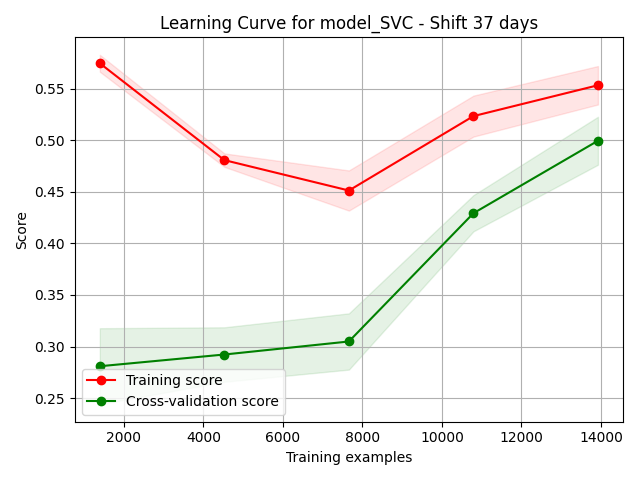 Learning Curve for model_SVC - Shift 37 days
Score
0.55
0.50
0.45
0.40
0.35
0.30
0.25
Training score
Cross-validation score
2000 4000 6000 8000 10000 12000 14000
Training examples